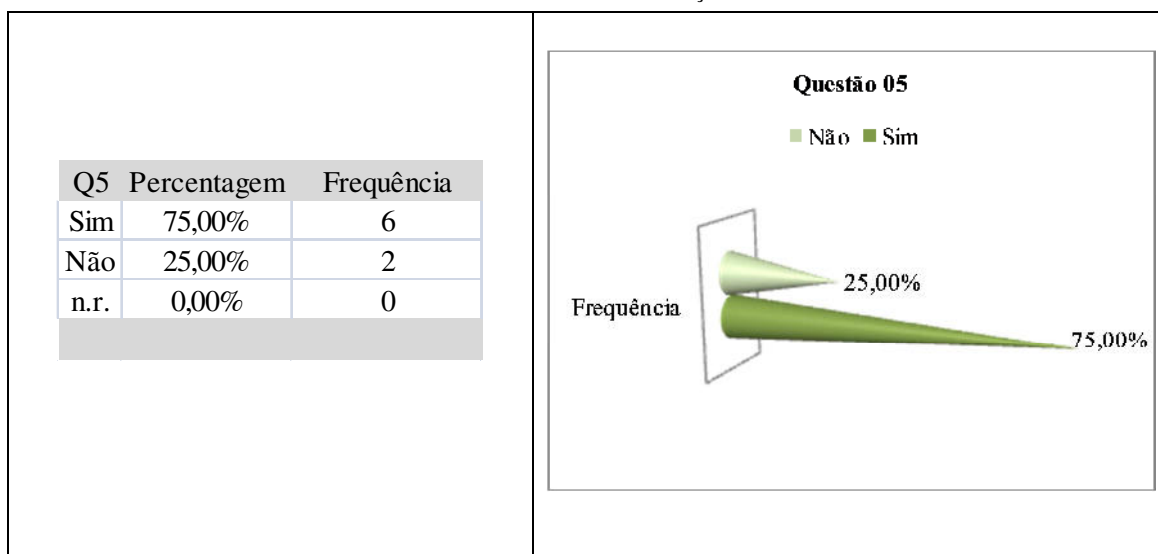 Q5 Percentagem Frequência
Sim 75,00% 6
Não 25,00% 2
n.r. 0,00% 0
Questão 05
Não Sim
25,00%
Frequência
75,00%